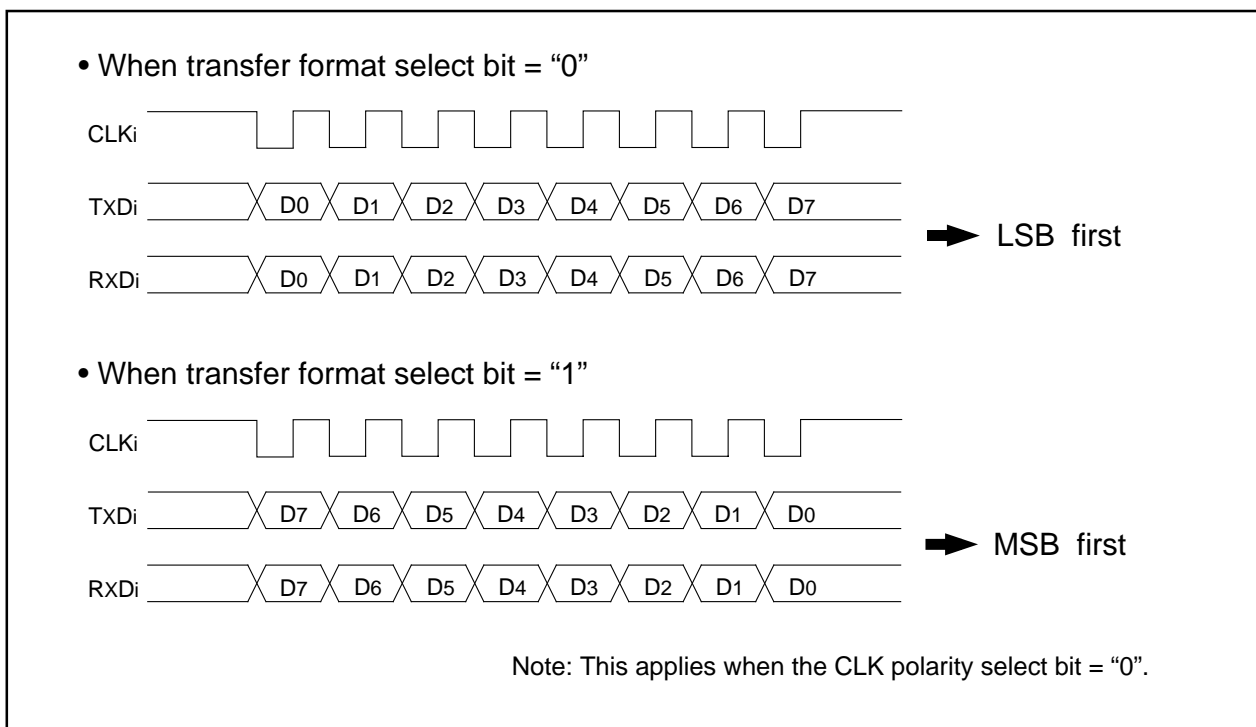 • When transfer format select bit = “0”
CLKi
TXDi D0 D1 D2 D3 D4 D5 D6 D7
RXDi D0 D1 D2 D3 D4 D5 D6 D7
LSB first
• When transfer format select bit = “1”
CLKi
TXDi D7 D6 D5 D4 D3 D2 D1 D0
RXDi D7 D6 D5 D4 D3 D2 D1 D0
MSB first
Note: This applies when the CLK polarity select bit = “0”.